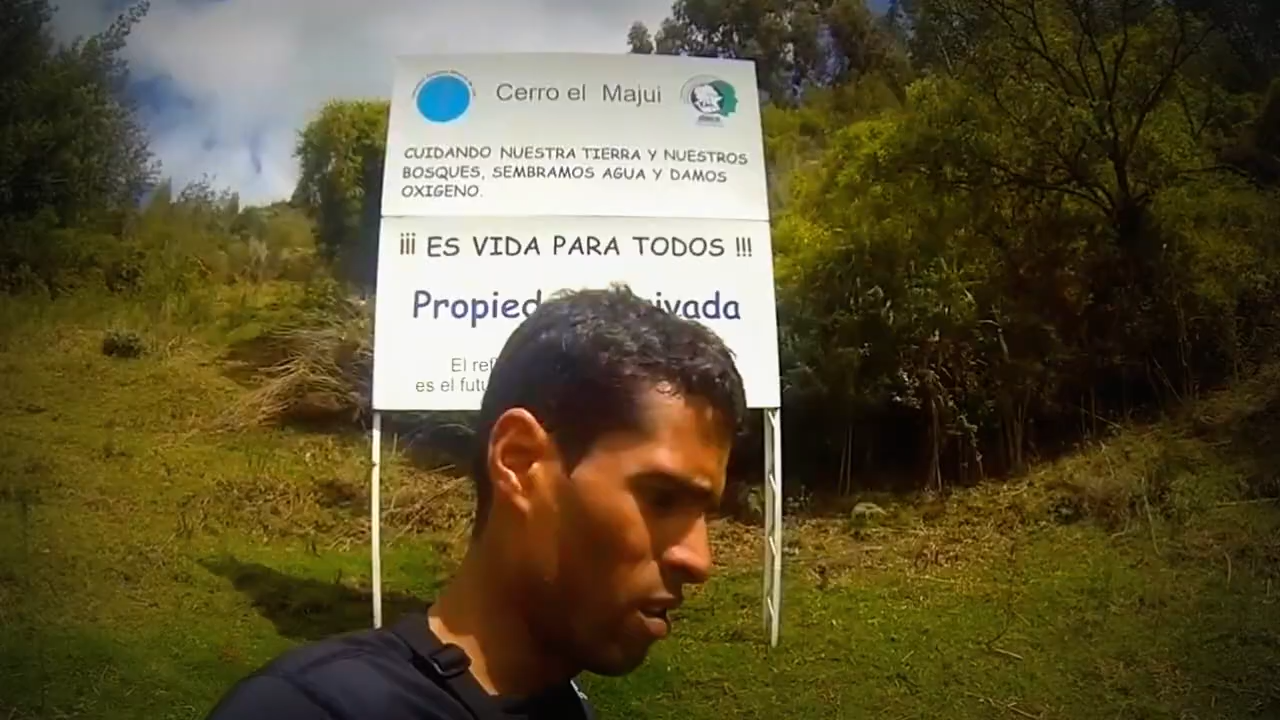 Cerro el Majui
CUIDANDO NUESTRA TIERRA Y NUESTROS
BOSQUES, SEMBRAMOS AGUA Y DAMOS
OXIGENO.
¡¡¡ ES VIDA PARA TODOS !!!
El
es el